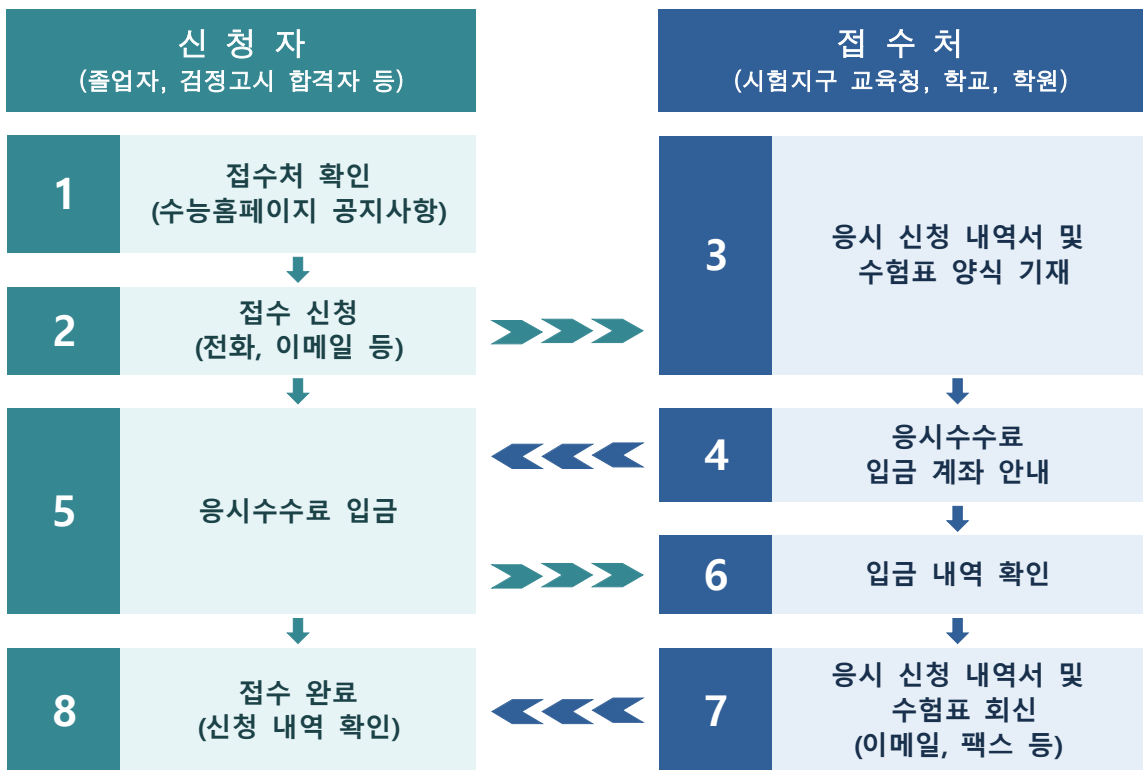 신 청 자
(졸업자, 검정고시 합격자 등)
접 수 처
(시험지구 교육청, 학교, 학원)
1
접수처 확인
(수능홈페이지 공지사항)
2
접수 신청
(전화, 이메일 등)
3
응시 신청 내역서 및
수험표 양식 기재
4
응시수수료
입금 계좌 안내
5
응시수수료 입금
6
입금 내역 확인
7
응시 신청 내역서 및
수험표 회신
(이메일, 팩스 등)
8
접수 완료
(신청 내역 확인)